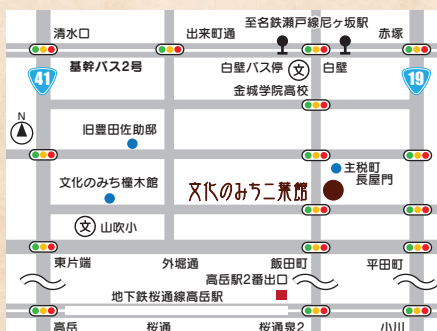 至名鉄瀬戸線尼ヶ坂駅
清水口
出来町通
赤塚
基幹バス2号
白壁バス停
文
白壁
41
金城学院高校
19
N
旧豊田佐助邸
主税町
長屋門
文化のみち橦木館
文化のみち二葉館
文
山吹小
東片端
外堀通
飯田町
平田町
高岳駅2番出口
地下鉄桜通線高岳駅
高岳
桜通
桜通泉2
小川